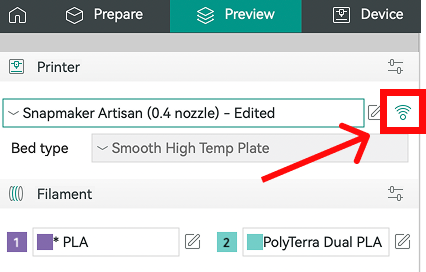 Prepare Preview Device
Printer
Snapmaker Artisan (0.4 nozzle) - Edited
Bed type Smooth High Temp Plate
Filament
1 * PLA 2 PolyTerra Dual PLA